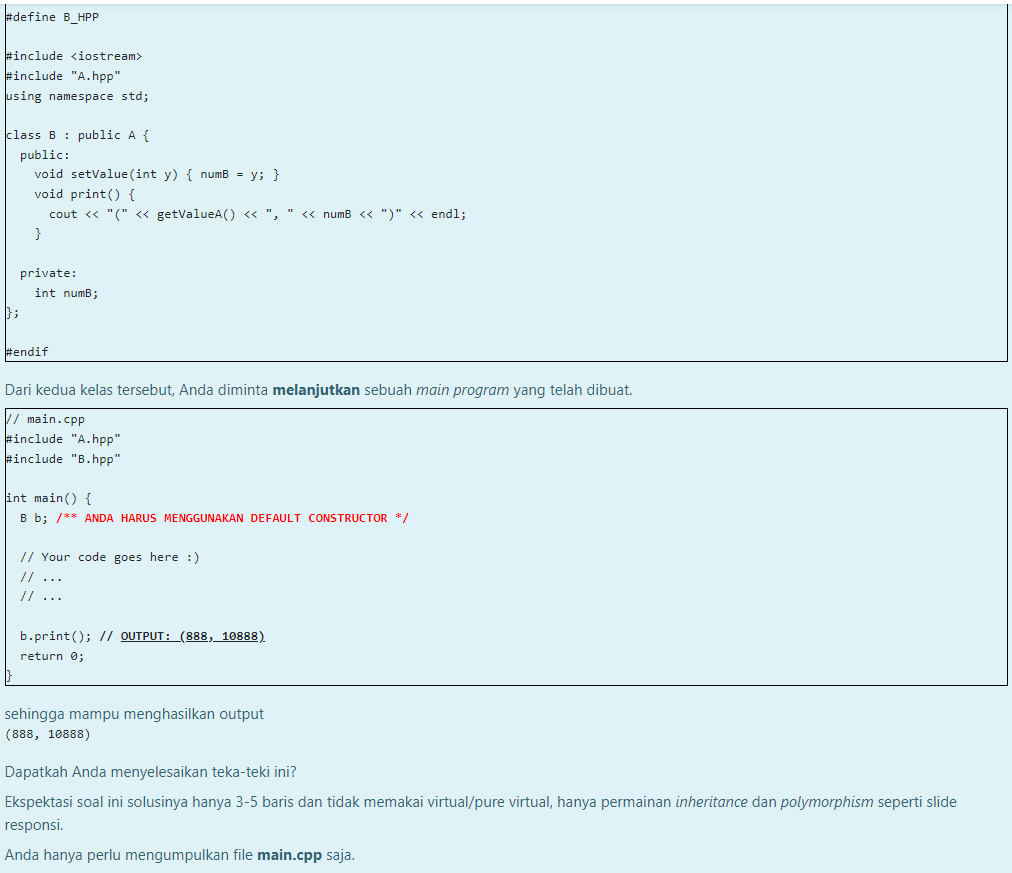 #define B_HPP
#include <iostream>
#include "A.hpp"
using namespace std;
class B : public A {
public:
void setValue(int y) { numB = y; }
void print() {
cout << "(" << getValueA() << ", " << numB << ")" << endl;
}
private:
int numB;
};
#endif
Dari kedua kelas tersebut, Anda diminta melanjutkan sebuah main program yang telah dibuat.
// main.cpp
#include "A.hpp"
#include "B.hpp"
int main() {
B b; /** ANDA HARUS MENGGUNAKAN DEFAULT CONSTRUCTOR */
// Your code goes here :)
// ...
// ...
b.print(); // OUTPUT: (888, 10888)
return 0;
}
sehingga mampu menghasilkan output
(888, 10888)
Dapatkah Anda menyelesaikan teka-teki ini?
Ekspektasi soal ini solusinya hanya 3-5 baris dan tidak memakai virtual/pure virtual, hanya permainan inheritance dan polymorphism seperti slide
responsi.
Anda hanya perlu mengumpulkan file main.cpp saja.